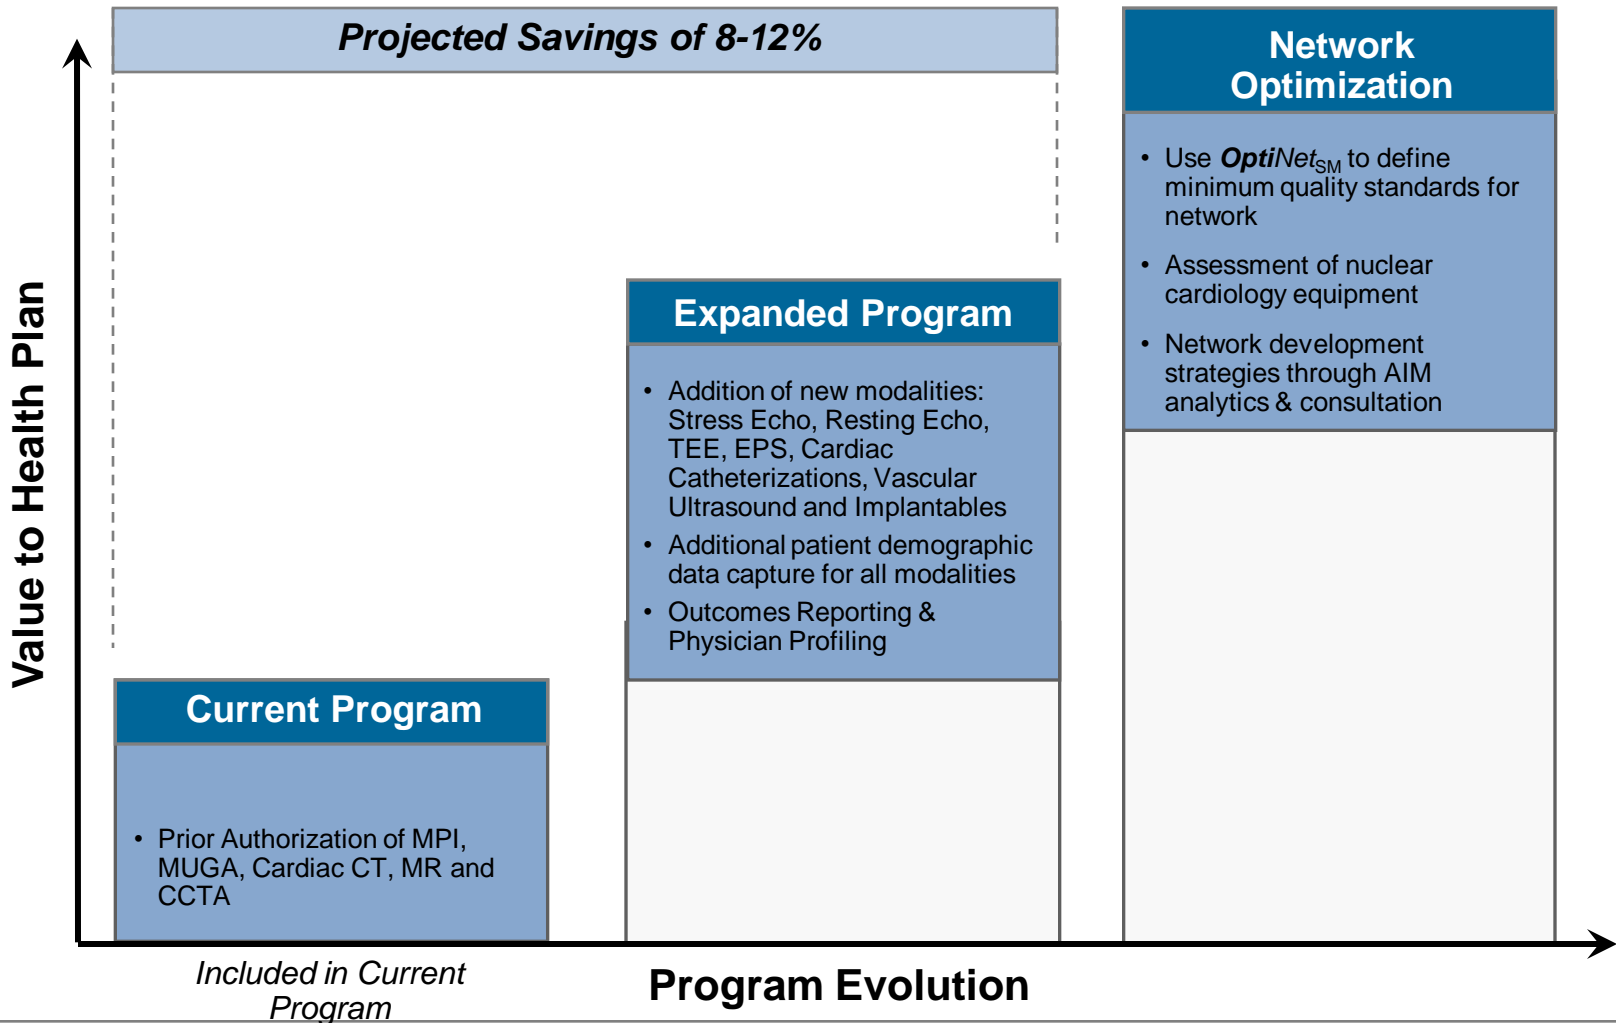 Projected Savings of 8-12%
Network
Optimization
• Use OptiNetSM to define
minimum quality standards for
network
• Assessment of nuclear
cardiology equipment
• Network development
strategies through AIM
analytics & consultation
Expanded Program
• Addition of new modalities:
Stress Echo, Resting Echo,
TEE, EPS, Cardiac
Catheterizations, Vascular
Ultrasound and Implantables
• Additional patient demographic
data capture for all modalities
• Outcomes Reporting &
Physician Profiling
Current Program
• Prior Authorization of MPI,
MUGA, Cardiac CT, MR and
CCTA
Value to Health Plan
Included in Current
Program
Program Evolution